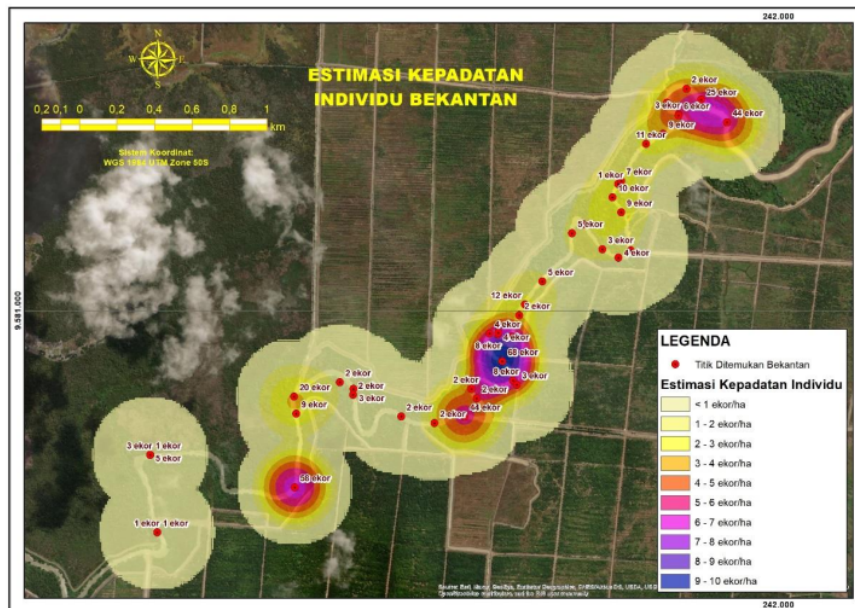 242.000
N
W E
S
ESTIMASI KEPADATAN
INDIVIDU BEKANTAN
0,2 0,1 0 0,2 0,4 0,6 0,8 1
km
Sistem Koordinat:
WGS 1984 UTM Zone 50S
2 ekor
25 ekor
3 ekor 6 ekor
44 ekor
9 ekor
11 ekor
1 ekor 7 ekor
10 ekor
9 ekor
5 ekor
3 ekor
4 ekor
5 ekor
12 ekor
2 ekor
9.581.000
4 ekor
8 ekor 4 ekor
68 ekor
8 ekor
3 ekor
2 ekor
2 ekor
44 ekor
2 ekor
2 ekor
3 ekor
2 ekor
2 ekor
20 ekor
9 ekor
3 ekor 1 ekor
5 ekor
56 ekor
1 ekor 1 ekor
LEGENDA
Titik Ditemukan Bekantan
Estimasi Kepadatan Individu
< 1 ekor/ha
1 - 2 ekor/ha
2 - 3 ekor/ha
3 - 4 ekor/ha
4 - 5 ekor/ha
5 - 6 ekor/ha
6 - 7 ekor/ha
7 - 8 ekor/ha
8 - 9 ekor/ha
9 - 10 ekor/ha
242.000